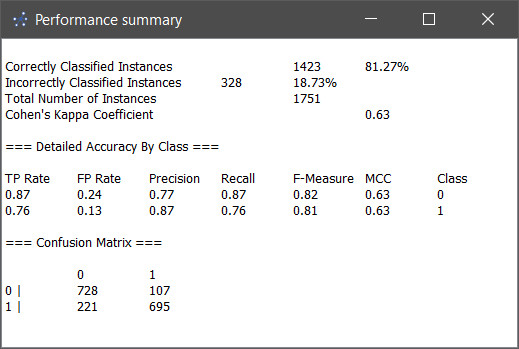 Performance summary
Correctly Classified Instances 1423 81.27%
Incorrectly Classified Instances 328 18.73%
Total Number of Instances 1751
Cohen's Kappa Coefficient 0.63
=== Detailed Accuracy By Class ===
TP Rate FP Rate Precision Recall F-Measure MCC Class
0.87 0.24 0.77 0.87 0.82 0.63 0
0.76 0.13 0.87 0.76 0.81 0.63 1
=== Confusion Matrix ===
0 1
0 | 728 107
1 | 221 695